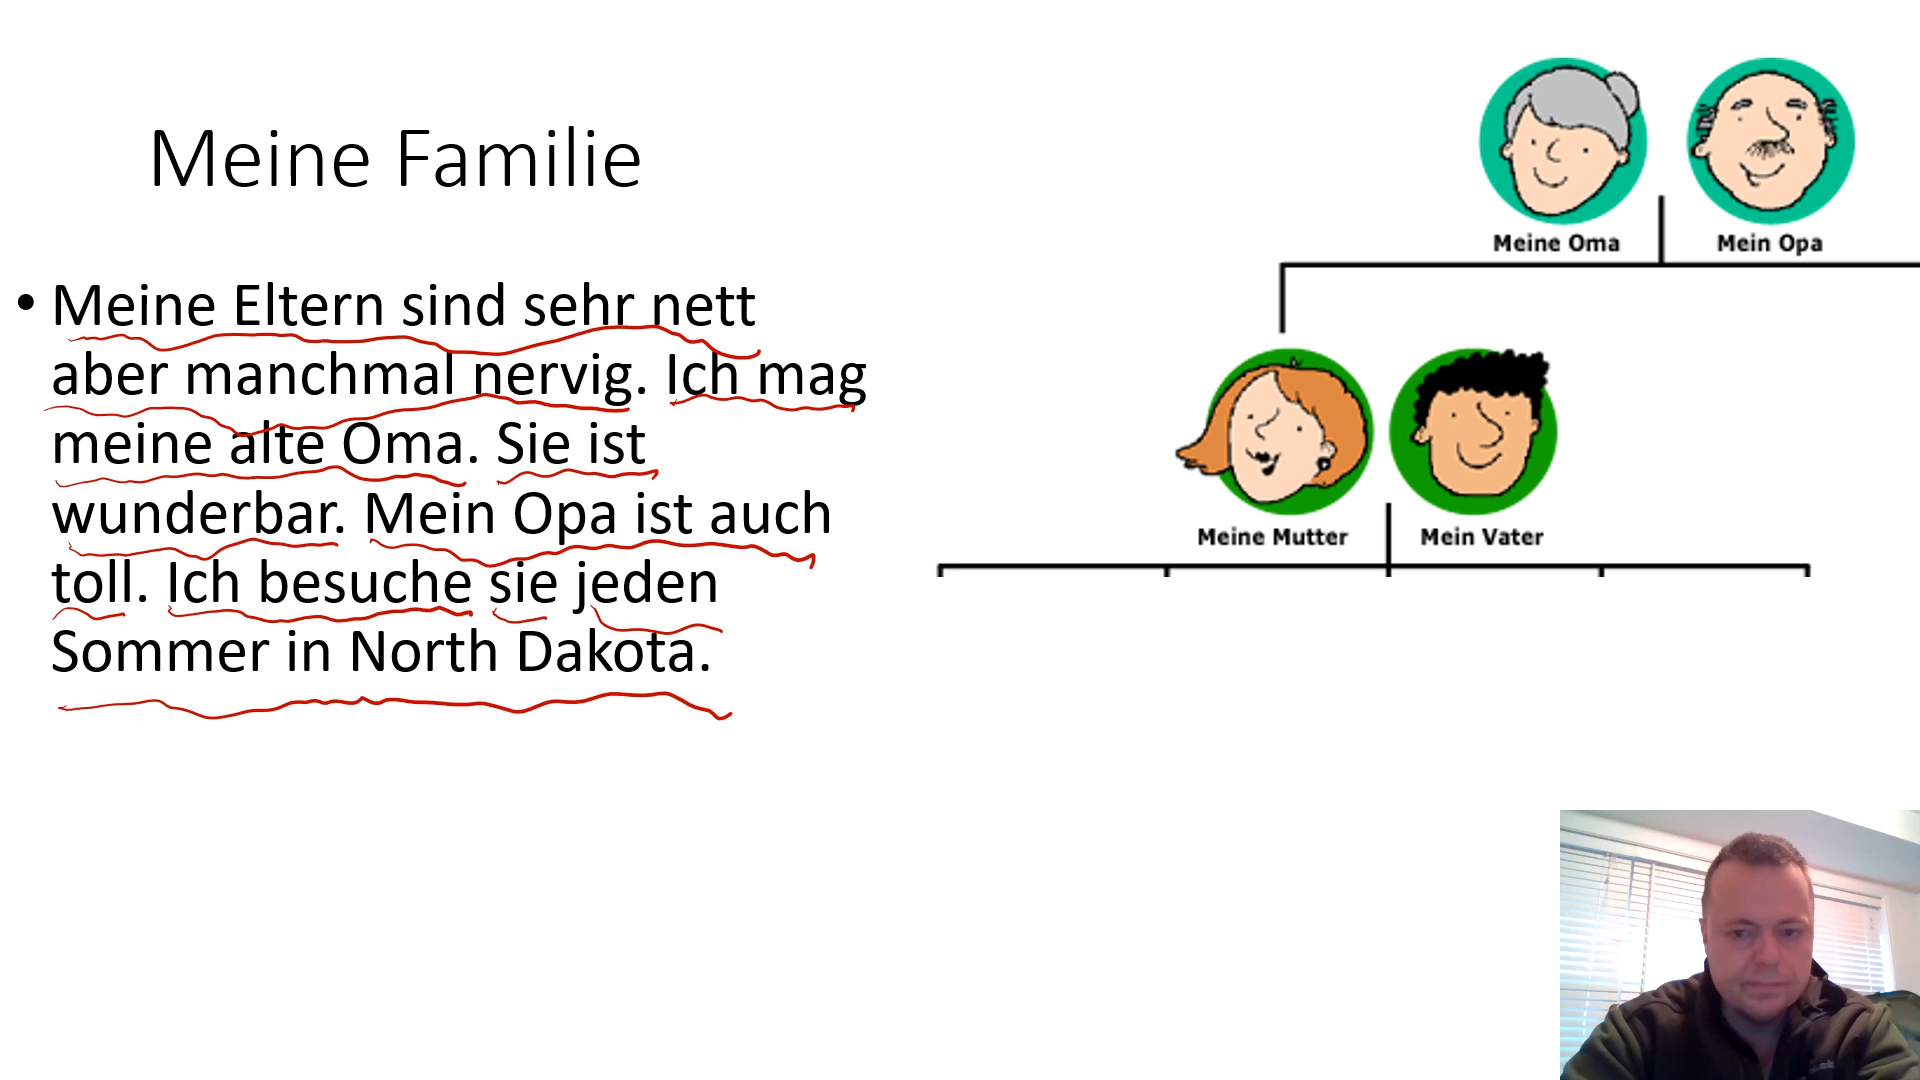 Meine Familie
• Meine Eltern sind sehr nett
aber manchmal nervig. Ich mag
meine alte Oma. Sie ist
wunderbar. Mein Opa ist auch
toll. Ich besuche sie jeden
Sommer in North Dakota.
Meine Oma
Mein Opa
Meine Mutter
Mein Vater